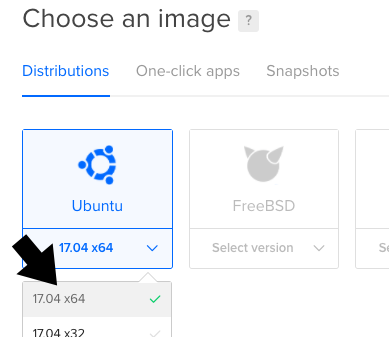 Choose an image ?
Distributions One-click apps Snapshots
Ubuntu FreeBSD
17.04 x64 Select version Se
17.04 x64
17.04 x32